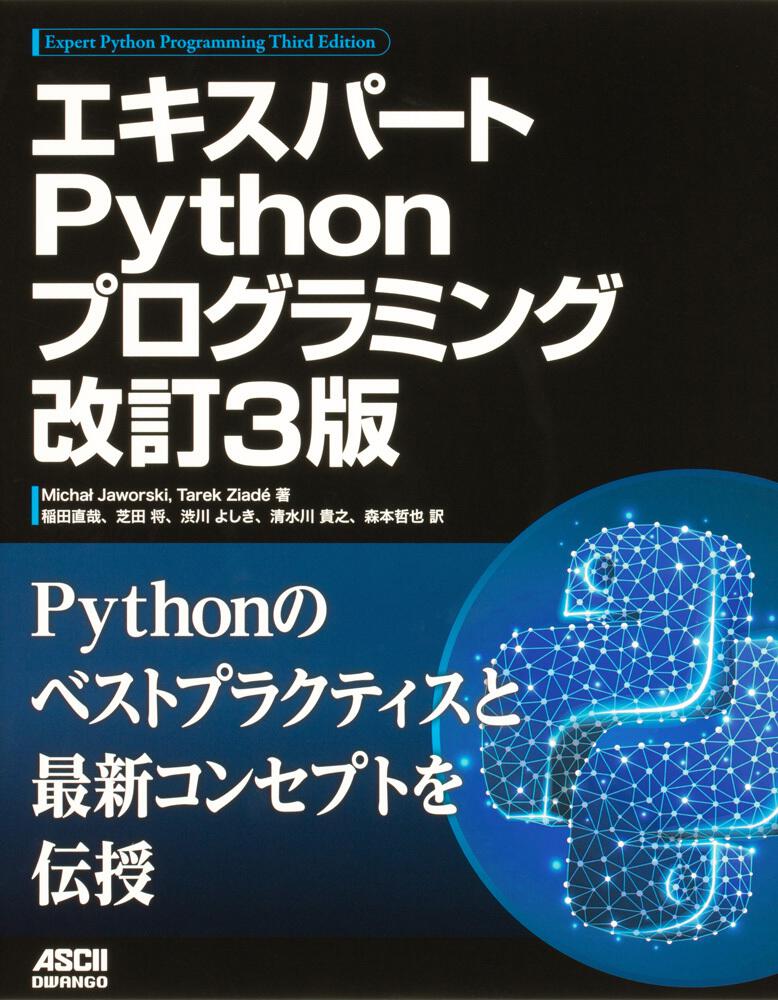 Expert Python Programming Third Edition
エキスパート
Python
プログラミング
改訂3版
Michał Jaworski, Tarek Ziadé 著
稲田直哉、芝田 将、渋川 よしき、清水川 貴之、森本哲也 訳
Pythonの
ベストプラクティスと
最新コンセプトを
伝授
ASCII
DWANGO